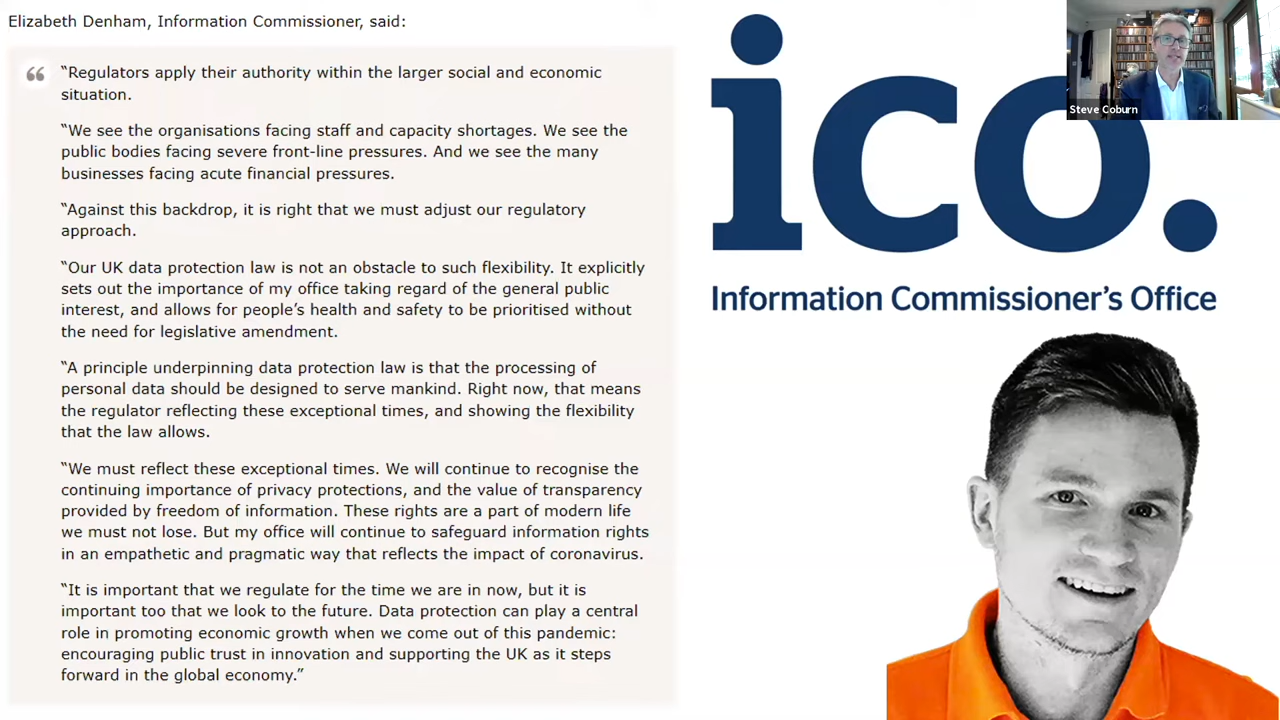 Elizabeth Denham, Information Commissioner, said:
“Regulators apply their authority within the larger social and economic
situation.
“We see the organisations facing staff and capacity shortages. We see the
public bodies facing severe front-line pressures. And we see the many
businesses facing acute financial pressures.
“Against this backdrop, it is right that we must adjust our regulatory
approach.
“Our UK data protection law is not an obstacle to such flexibility. It explicitly
sets out the importance of my office taking regard of the general public
interest, and allows for people’s health and safety to be prioritised without
the need for legislative amendment.
“A principle underpinning data protection law is that the processing of
personal data should be designed to serve mankind. Right now, that means
the regulator reflecting these exceptional times, and showing the flexibility
that the law allows.
“We must reflect these exceptional times. We will continue to recognise the
continuing importance of privacy protections, and the value of transparency
provided by freedom of information. These rights are a part of modern life
we must not lose. But my office will continue to safeguard information rights
in an empathetic and pragmatic way that reflects the impact of coronavirus.
“It is important that we regulate for the time we are in now, but it is
important too that we look to the future. Data protection can play a central
role in promoting economic growth when we come out of this pandemic:
encouraging public trust in innovation and supporting the UK as it steps
forward in the global economy.”
ico.
Information Commissioner’s Office
Steve Coburn